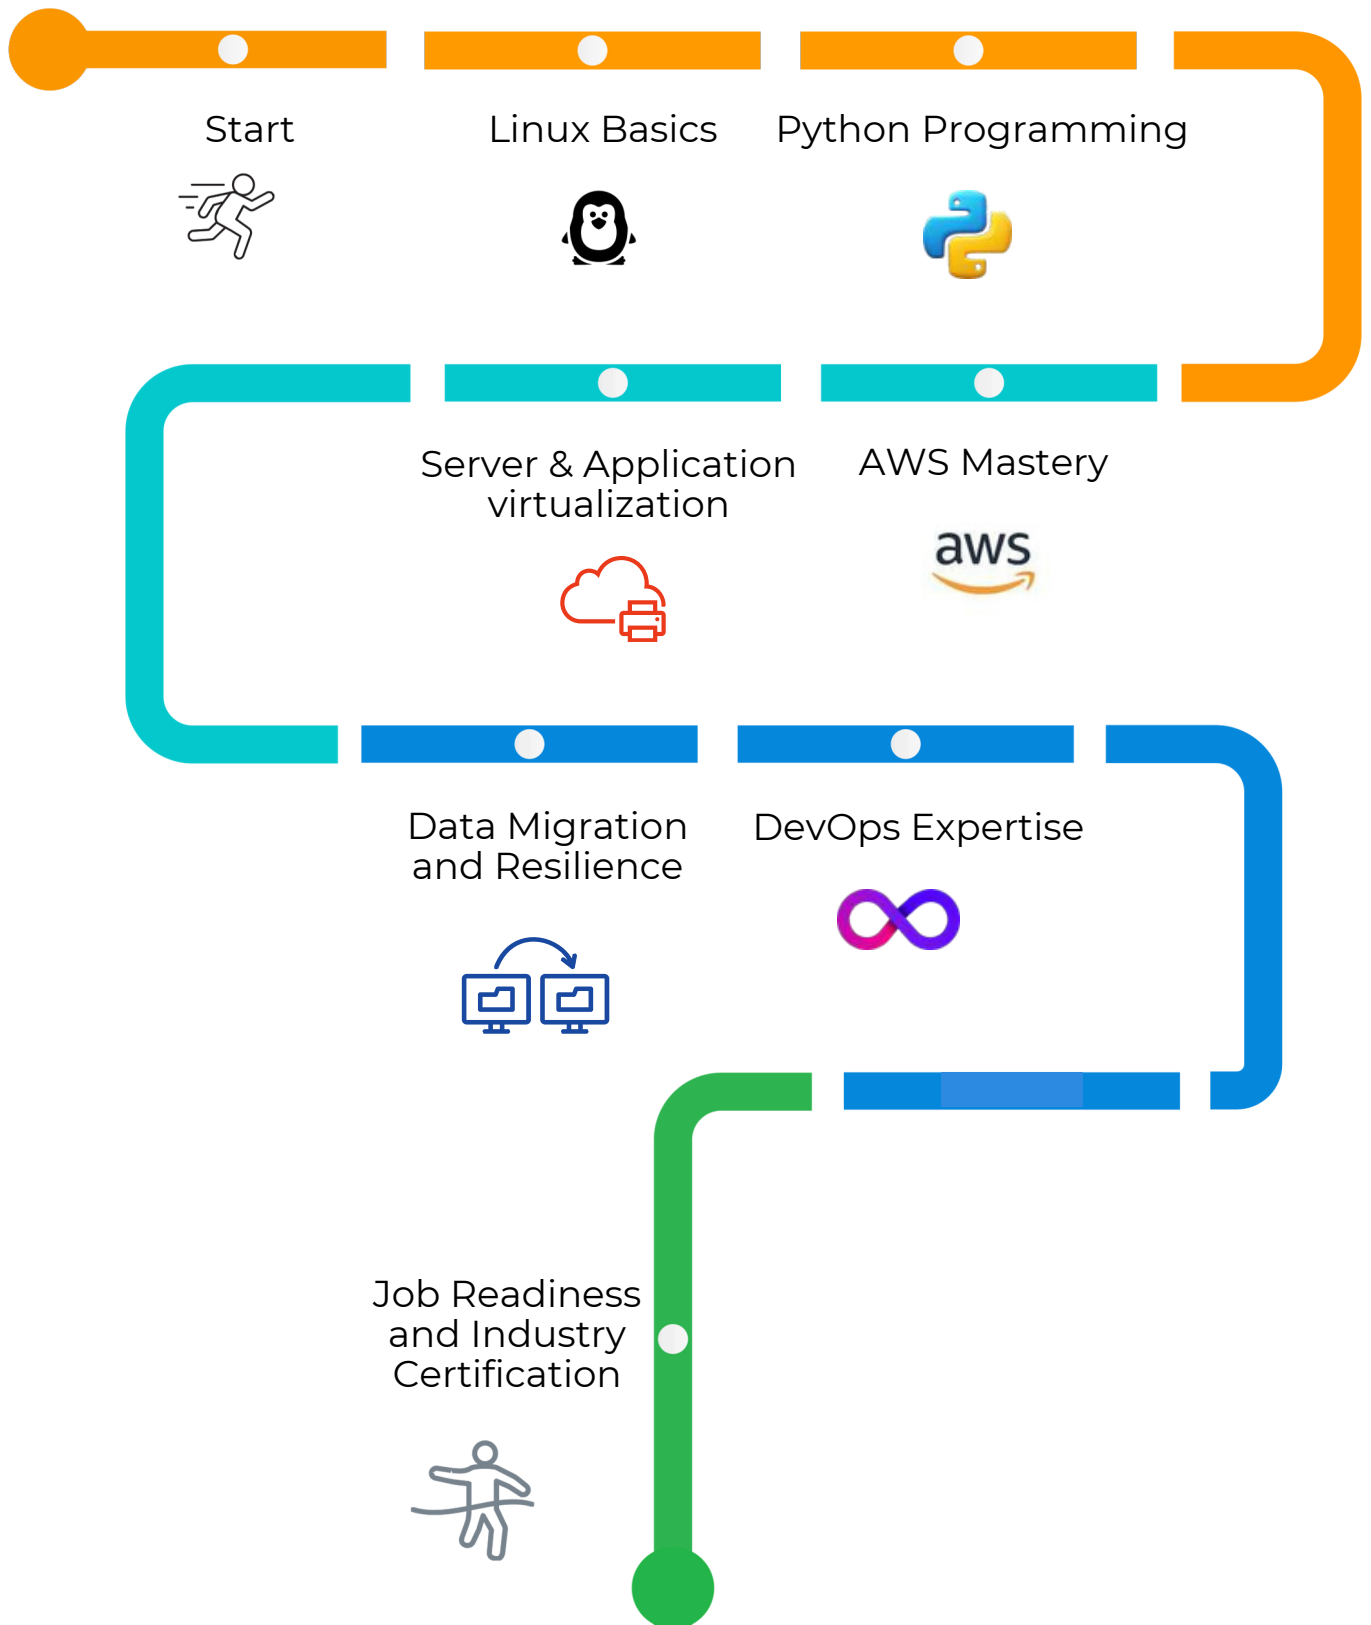 Start
Linux Basics
Python Programming
Server & Application
virtualization
AWS Mastery
aws
Data Migration
and Resilience
DevOps Expertise
Job Readiness
and Industry
Certification